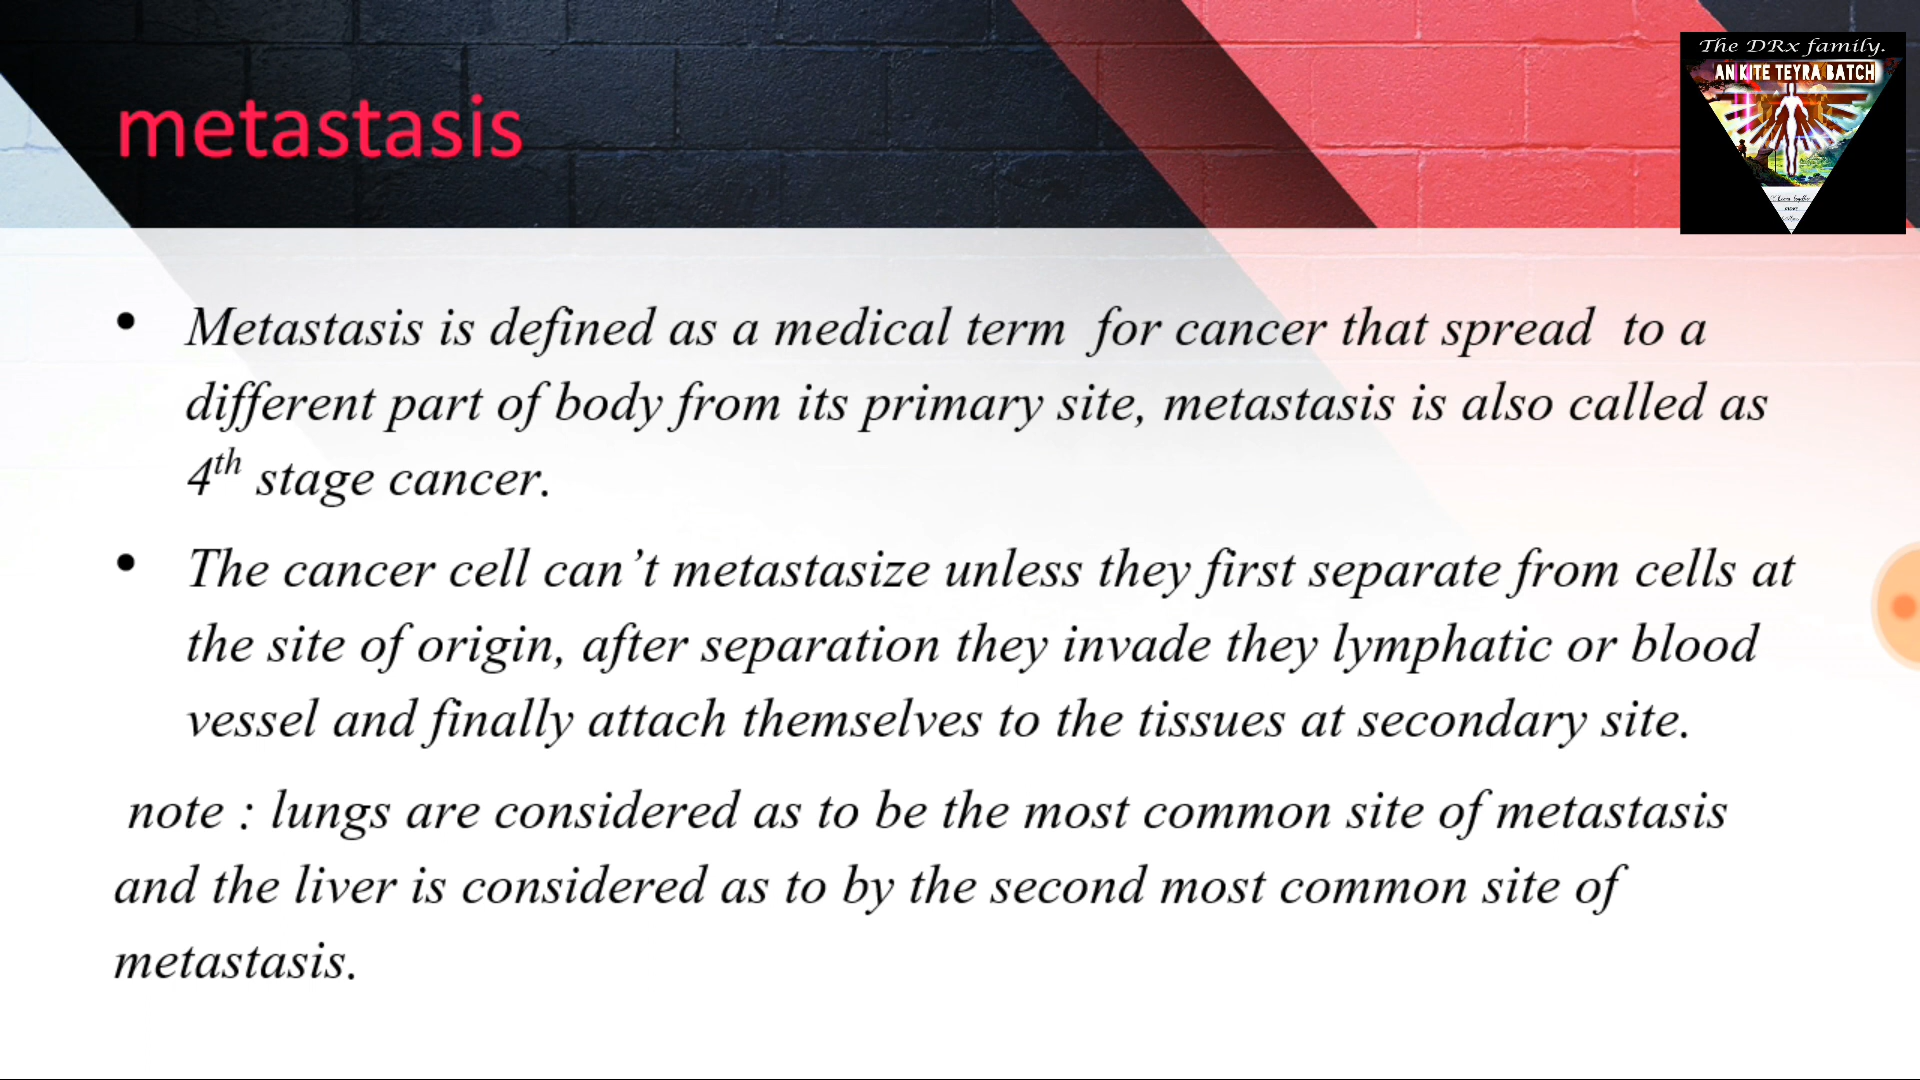 The DRx family.
AN KITE TEYRA BATCH
metastasis
• Metastasis is defined as a medical term for cancer that spread to a
different part of body from its primary site, metastasis is also called as
4th stage cancer.
• The cancer cell can’t metastasize unless they first separate from cells at
the site of origin, after separation they invade they lymphatic or blood
vessel and finally attach themselves to the tissues at secondary site.
note : lungs are considered as to be the most common site of metastasis
and the liver is considered as to by the second most common site of
metastasis.